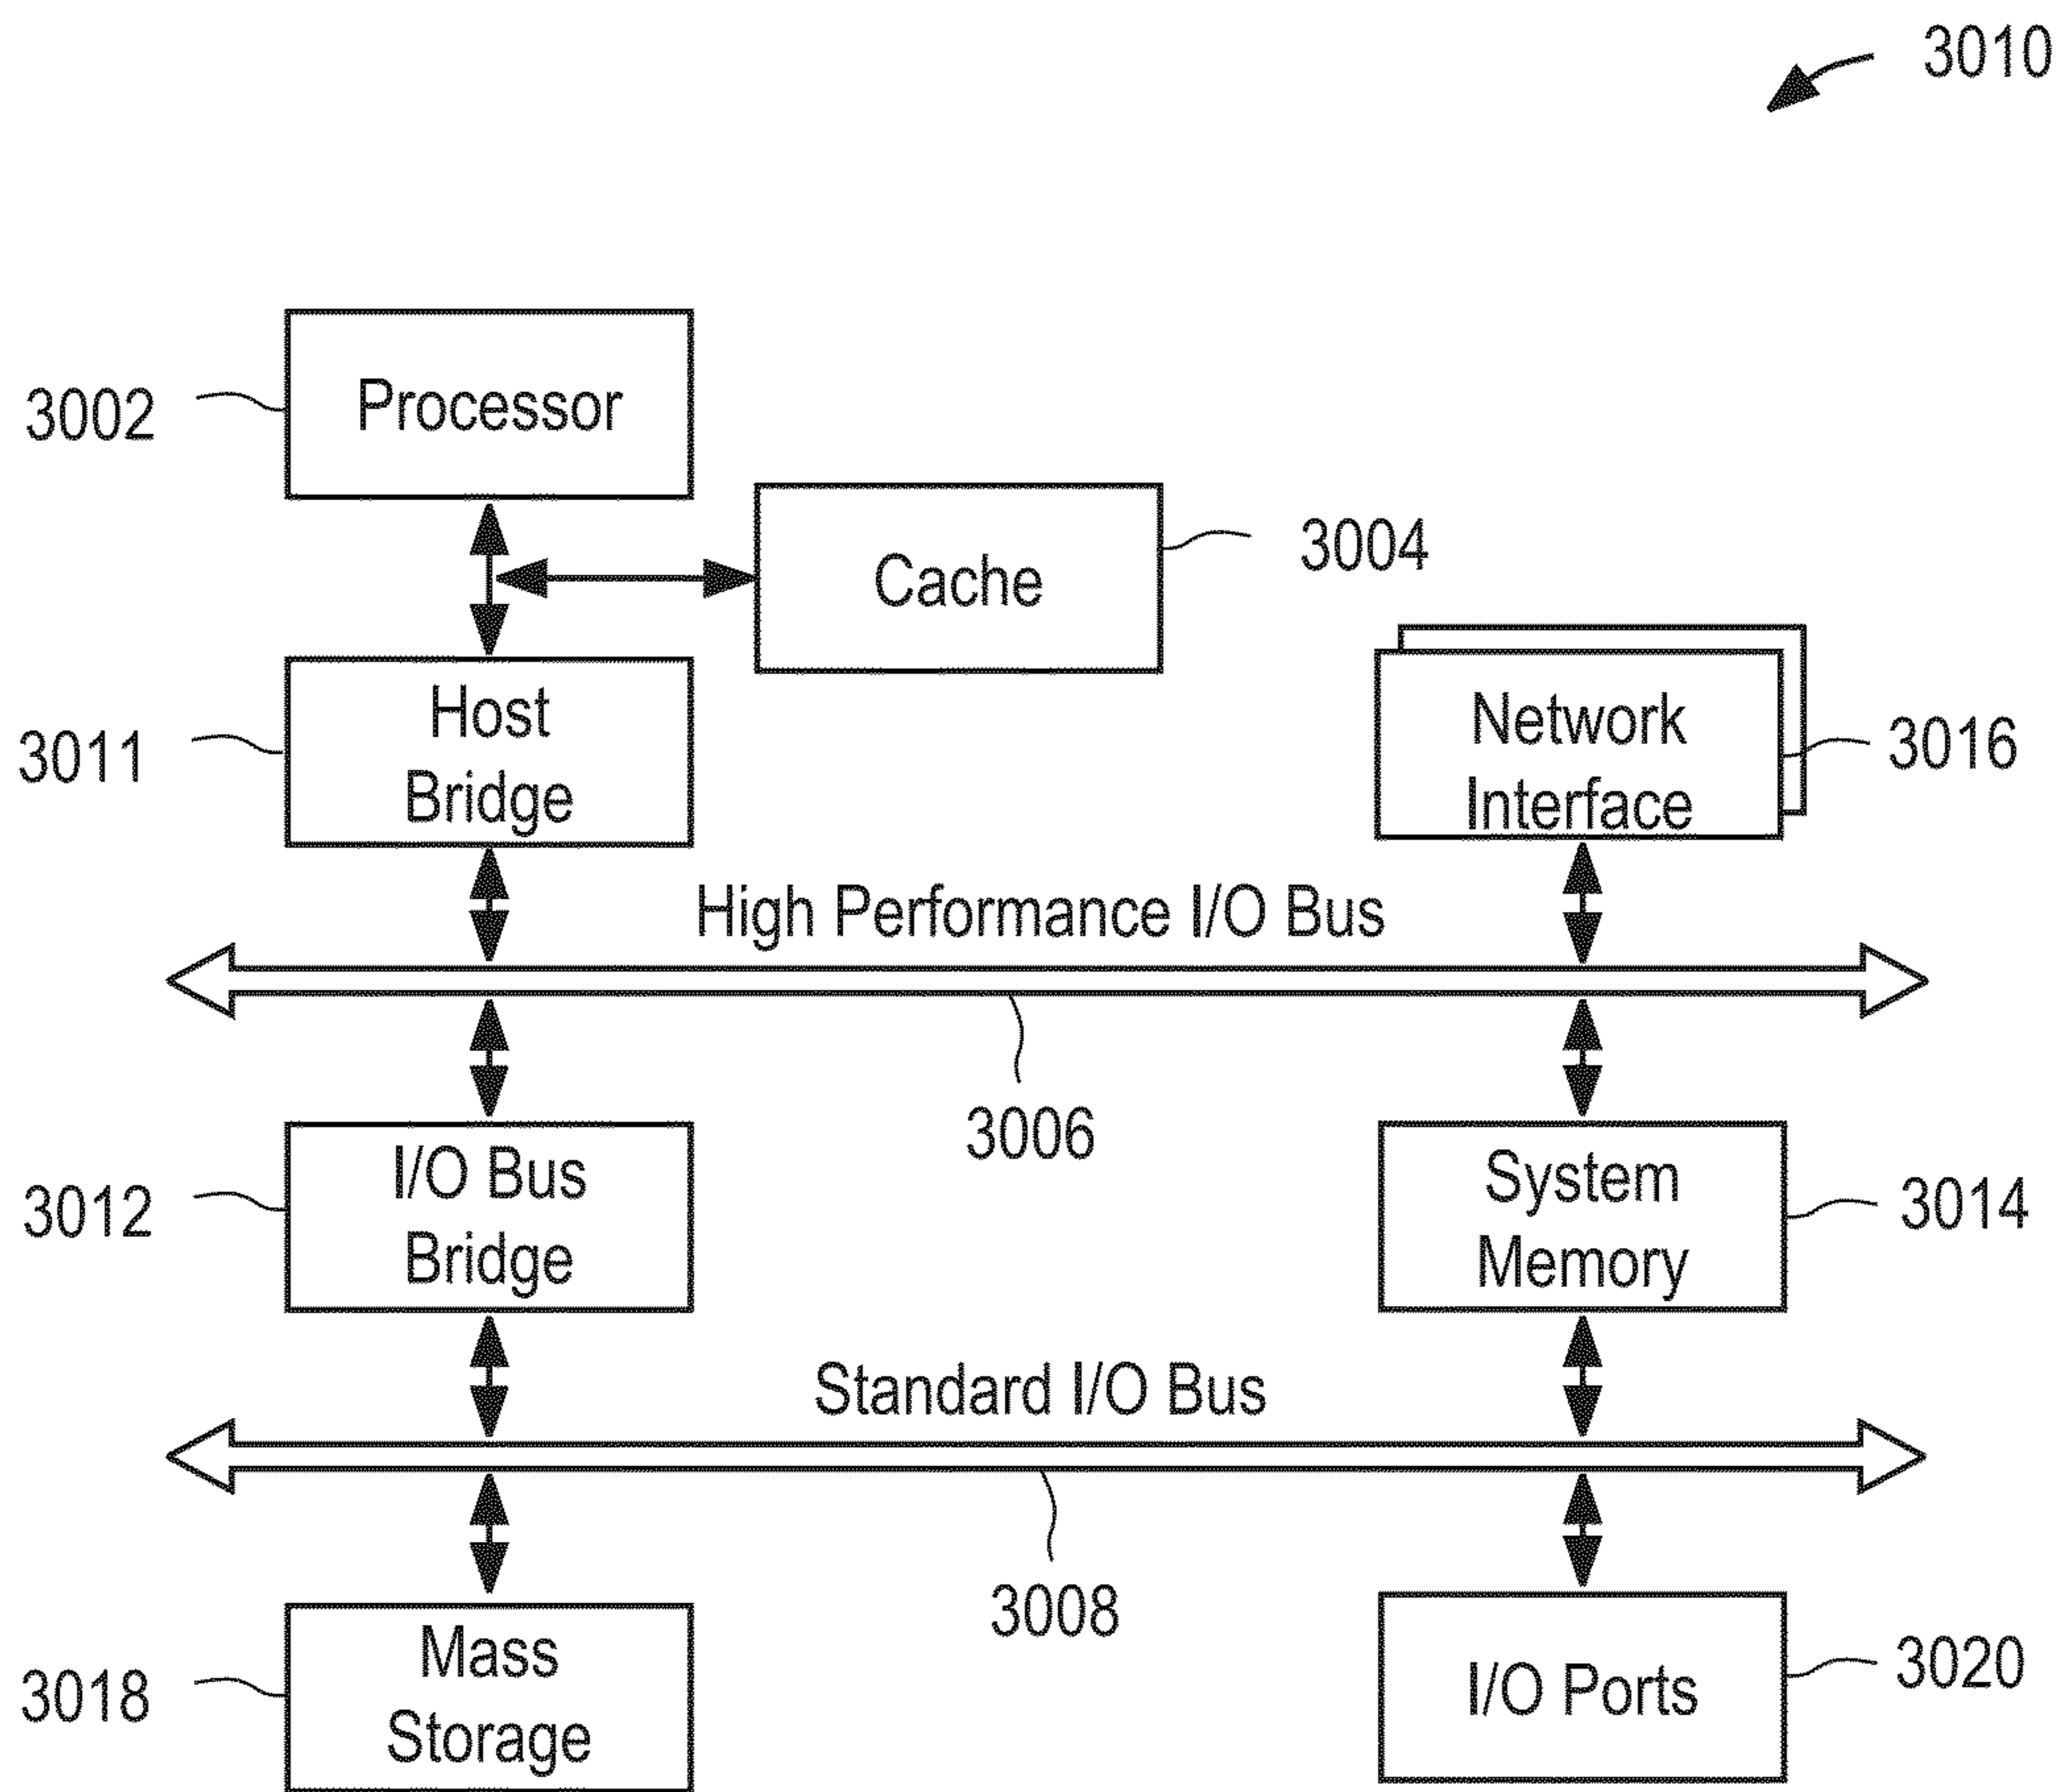 3010
Processor
3002
Cache
3004
Host
Bridge
3011
Network
Interface
3016
High Performance I/O Bus
3006
I/O Bus
Bridge
3012
System
Memory
3014
Standard I/O Bus
3008
Mass
Storage
3018
I/O Ports
3020